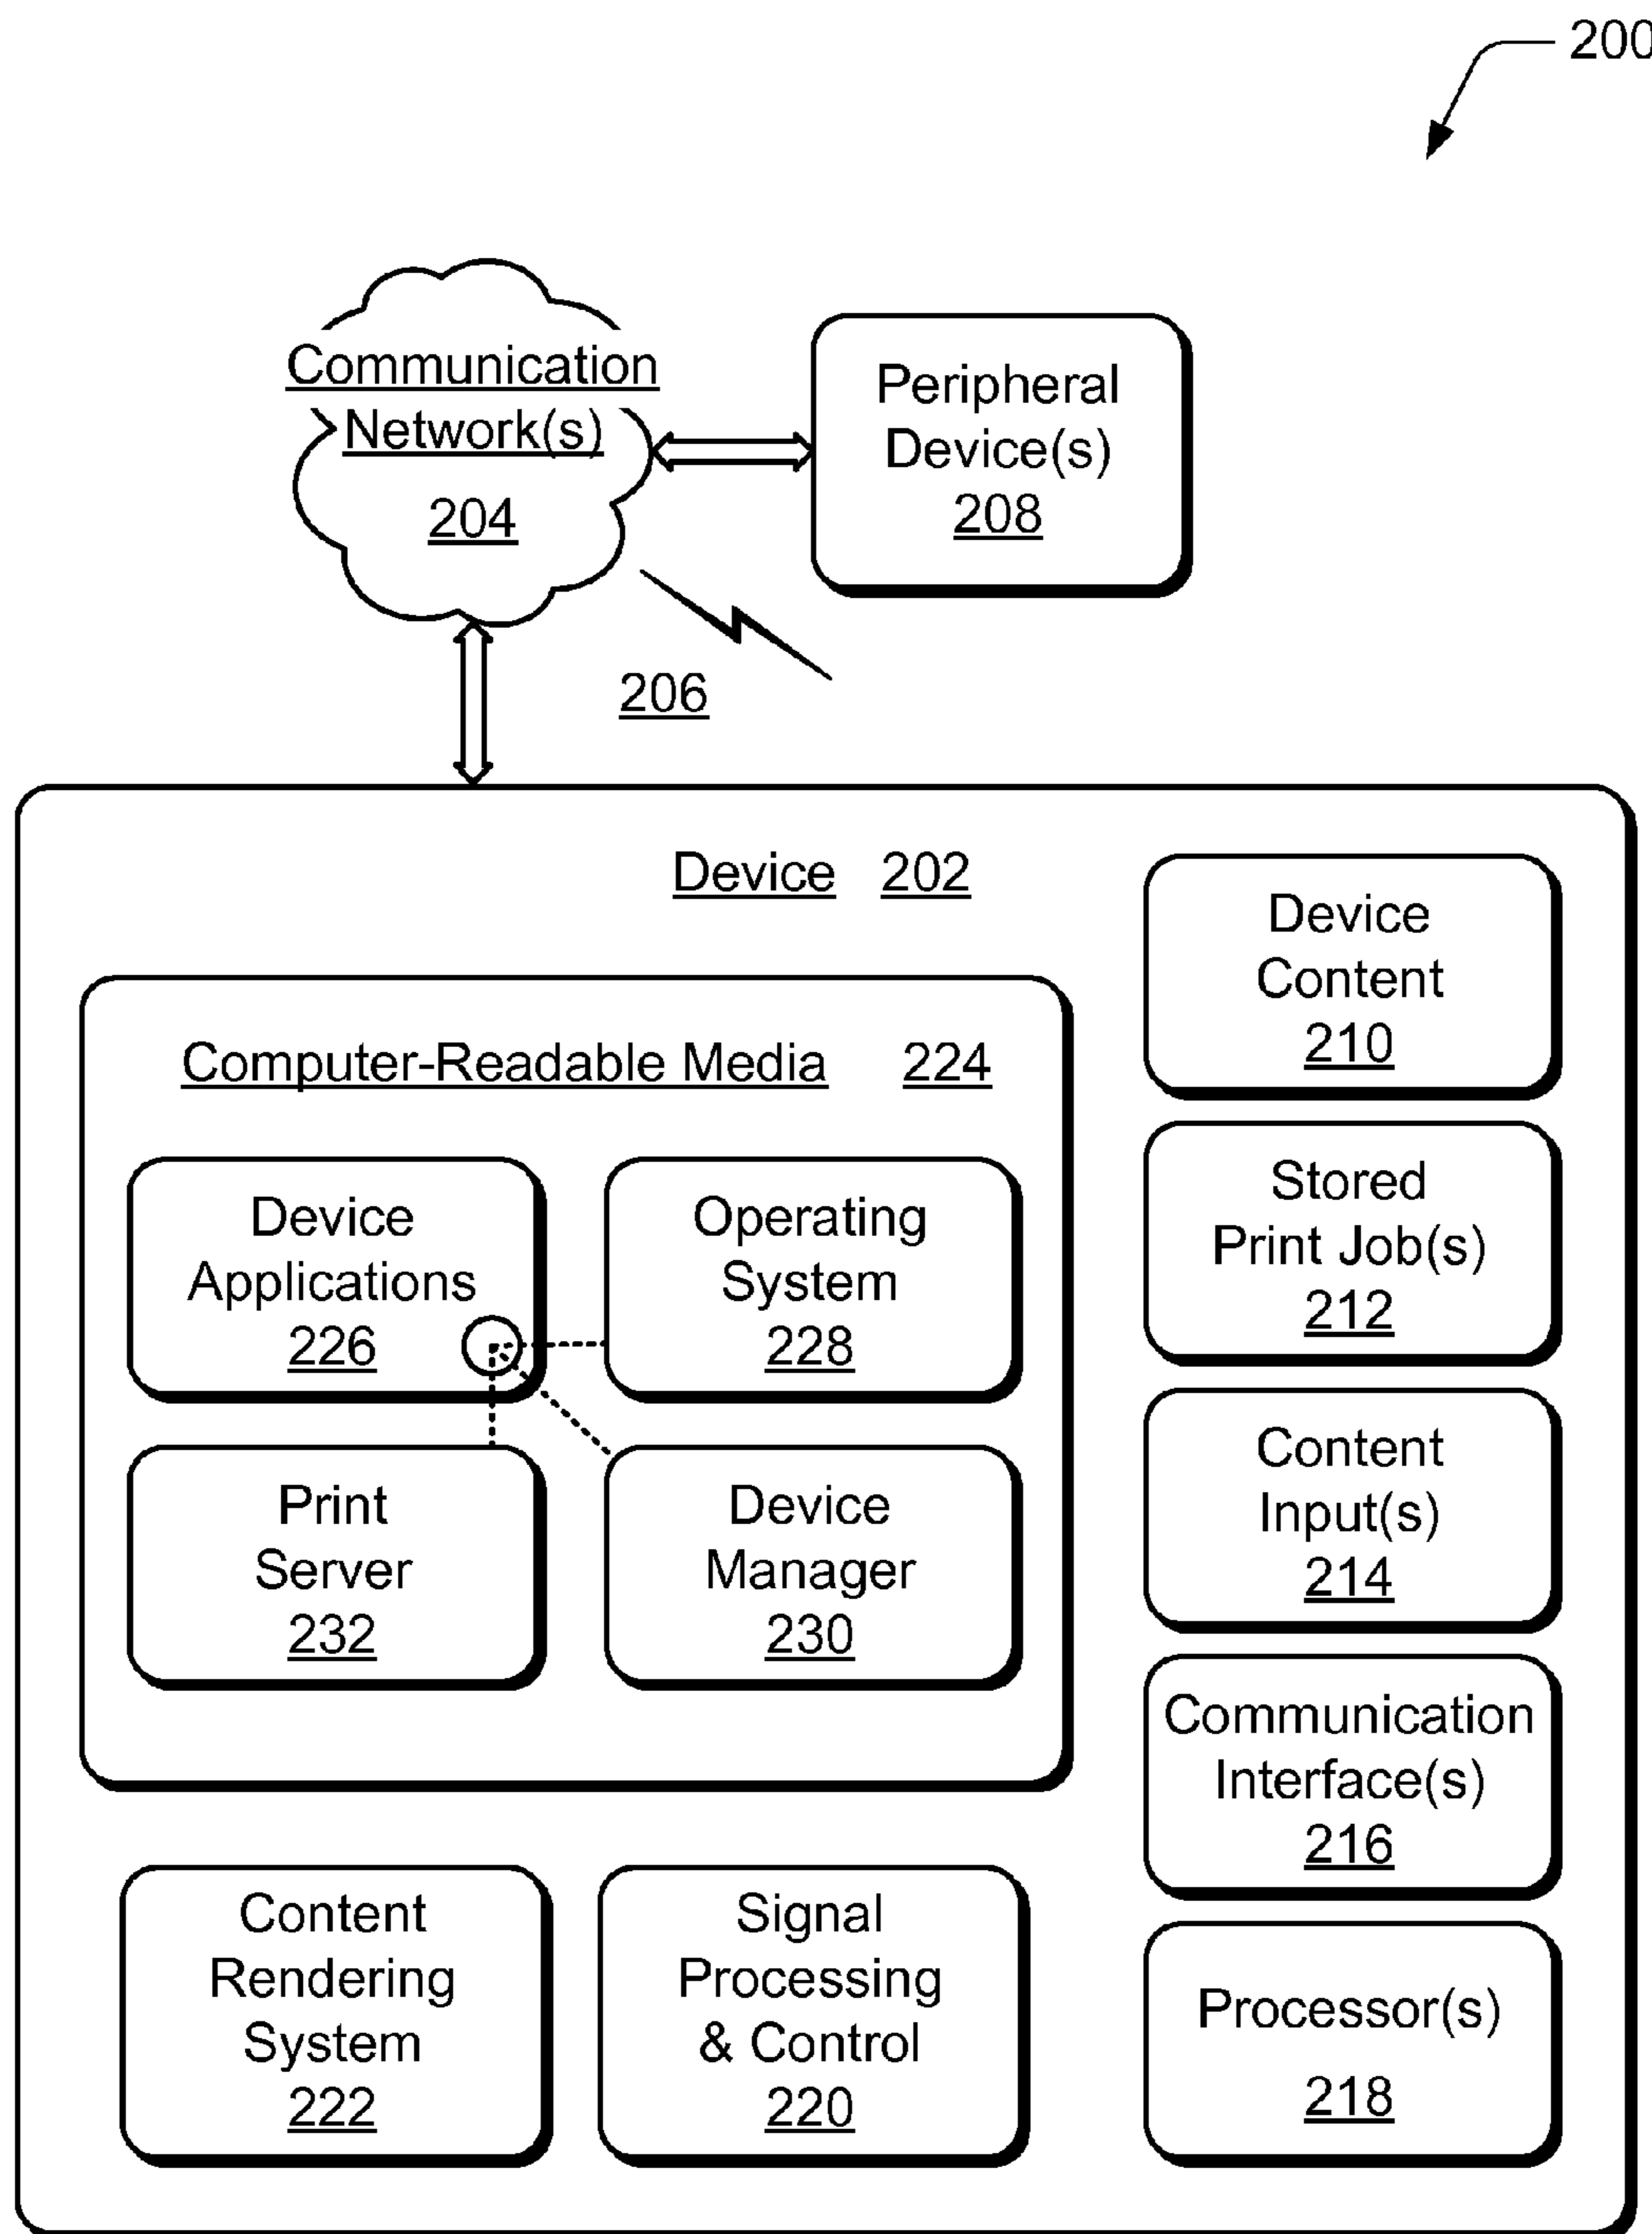 200
Communication
Network(s)
204
Peripheral
Device(s)
208
206
Device 202
Computer-Readable Media 224
Device
Applications
226
Operating
System
228
Print
Server
232
Device
Manager
230
Content
Rendering
System
222
Signal
Processing
& Control
220
Device
Content
210
Stored
Print Job(s)
212
Content
Input(s)
214
Communication
Interface(s)
216
Processor(s)
218